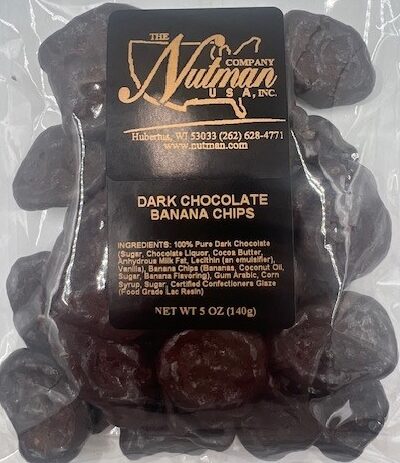 THE
Nutman
COMPANY
USA, INC.
Hubertus, WI 53033 (262) 628-4771
www.nutman.com
DARK CHOCOLATE
BANANA CHIPS
INGREDIENTS: 100% Pure Dark Chocolate
(Sugar, Chocolate Liquor, Cocoa Butter,
Anhydrous Milk Fat, Lecithin (an emulsifier),
Vanilla), Banana Chips (Bananas, Coconut Oil,
Sugar, Banana Flavoring), Gum Arabic, Corn
Syrup, Sugar, Certified Confectioners Glaze
(Food Grade Lac Resin)
NET WT 5 OZ (140g)